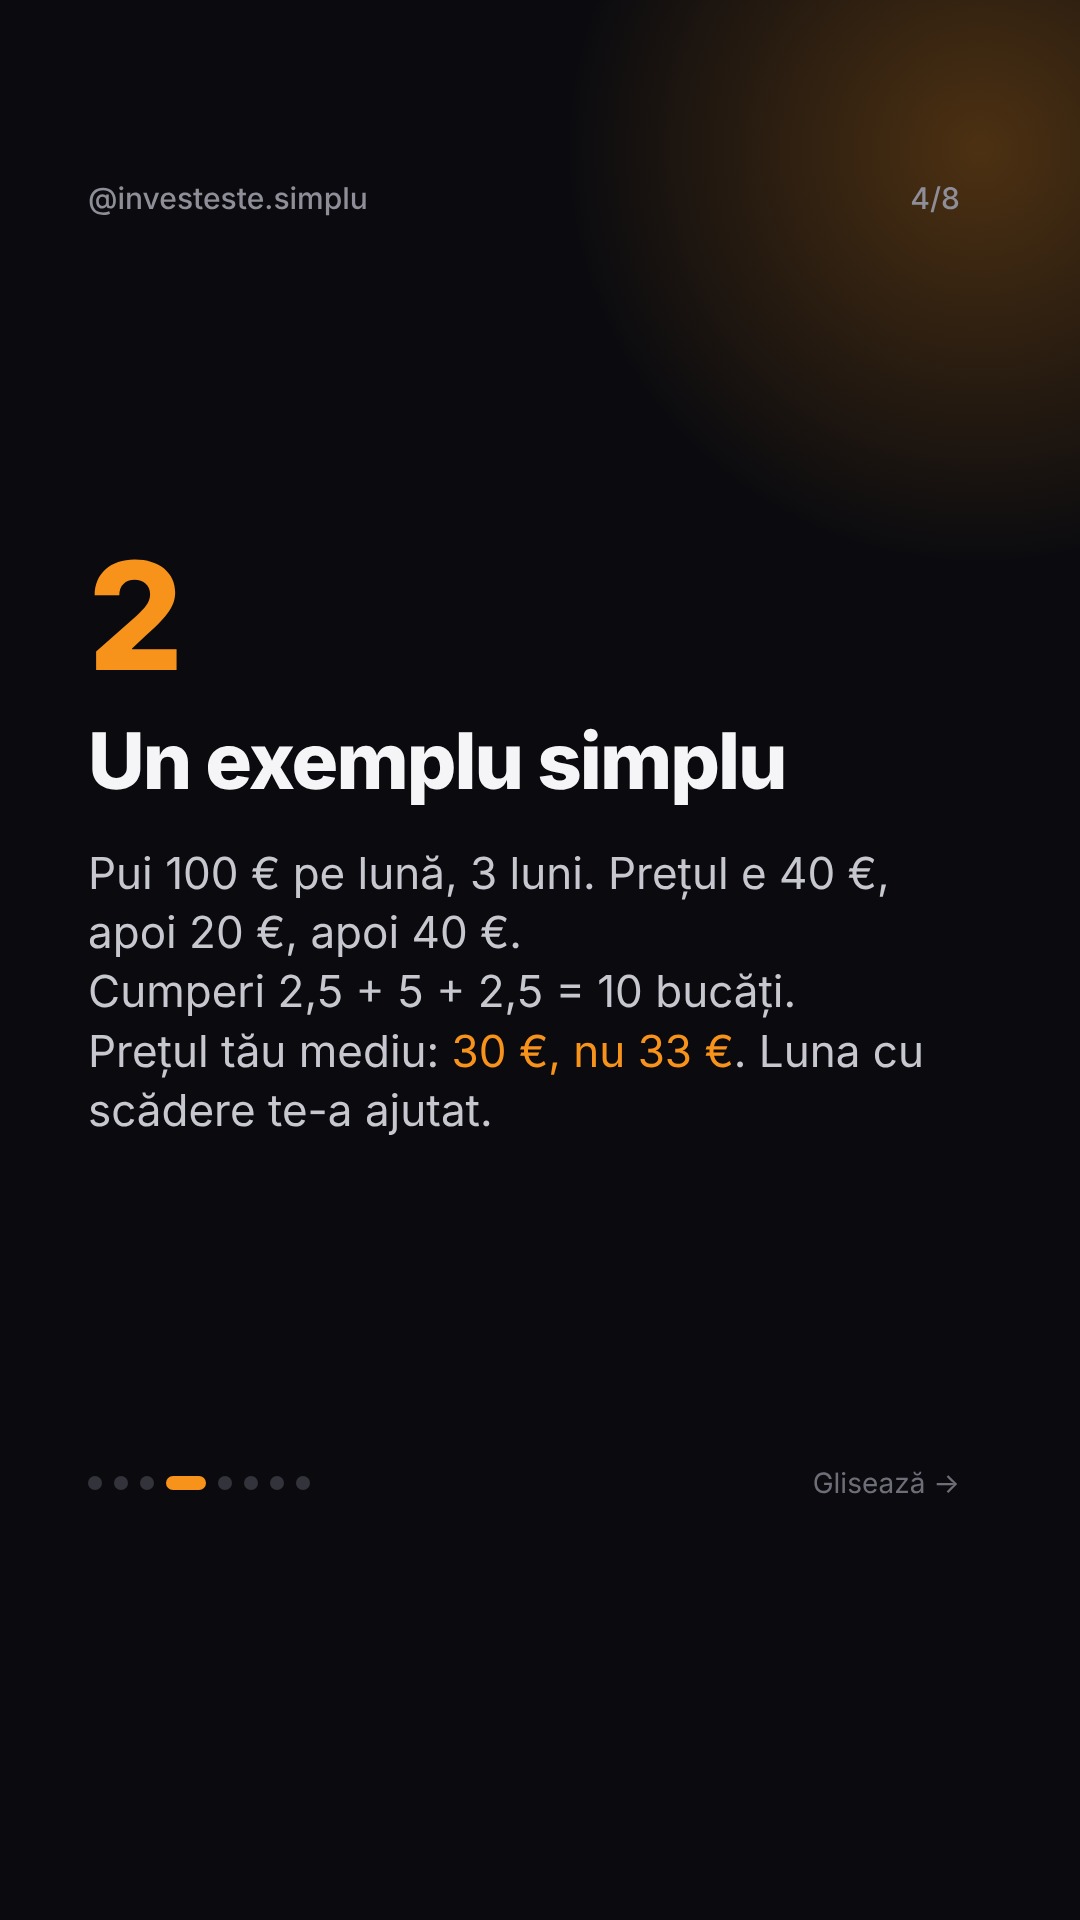 @investeste.simplu
4/8
2
Un exemplu simplu
Pui 100 € pe lună, 3 luni. Prețul e 40 €,
apoi 20 €, apoi 40 €.
Cumperi 2,5 + 5 + 2,5 = 10 bucăți.
Prețul tău mediu: 30 €, nu 33 €. Luna cu
scădere te-a ajutat.
Glisează →